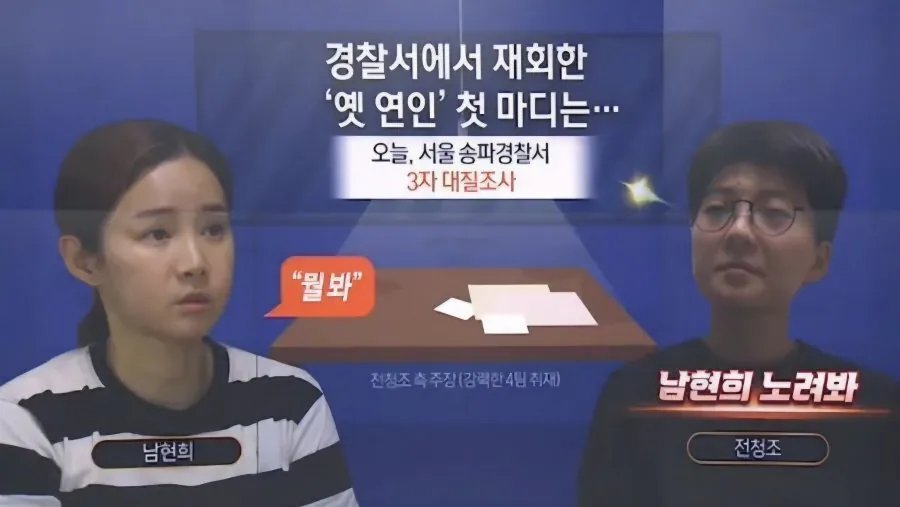 경찰서에서 재회한
‘옛 연인’ 첫 마디는…
오늘, 서울 송파경찰서
3자 대질조사
“뭘 봐”
전청조 측 주장 (강력한 4팀 취재)
남현희 노려봐
남현희
전청조